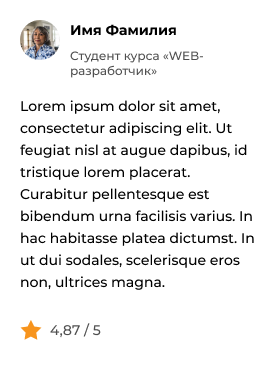 Имя Фамилия
Студент курса «WEB-
разработчик»
Lorem ipsum dolor sit amet,
consectetur adipiscing elit. Ut
feugiat nisl at augue dapibus, id
tristique lorem placerat.
Curabitur pellentesque est
bibendum urna facilisis varius. In
hac habitasse platea dictumst. In
ut dui sodales, scelerisque eros
non, ultrices magna.
4,87 / 5